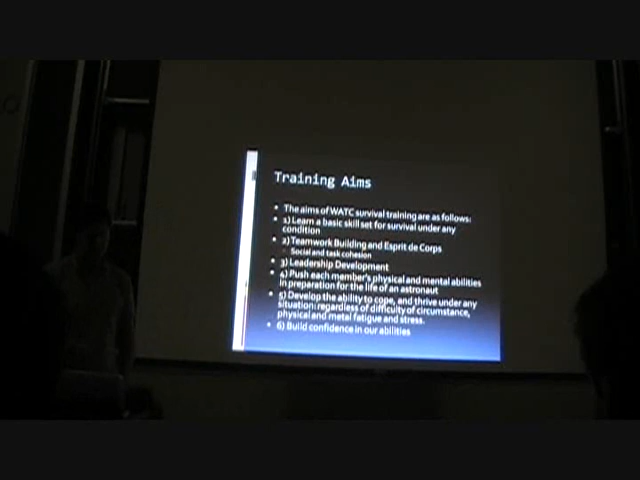 Training Aims
The aims of WATC survival training are as follows:
1) Learn a basic skill set for survival under any
condition
2) Teamwork Building and Esprit de Corps
Social and task cohesion
3) Leadership Development
4) Push each member's physical and mental abilities
in preparation for the life of an astronaut
5) Develop the ability to cope, and thrive under any
situation: regardless of difficulty of circumstance,
physical and metal fatigue and stress.
6) Build confidence in our abilities